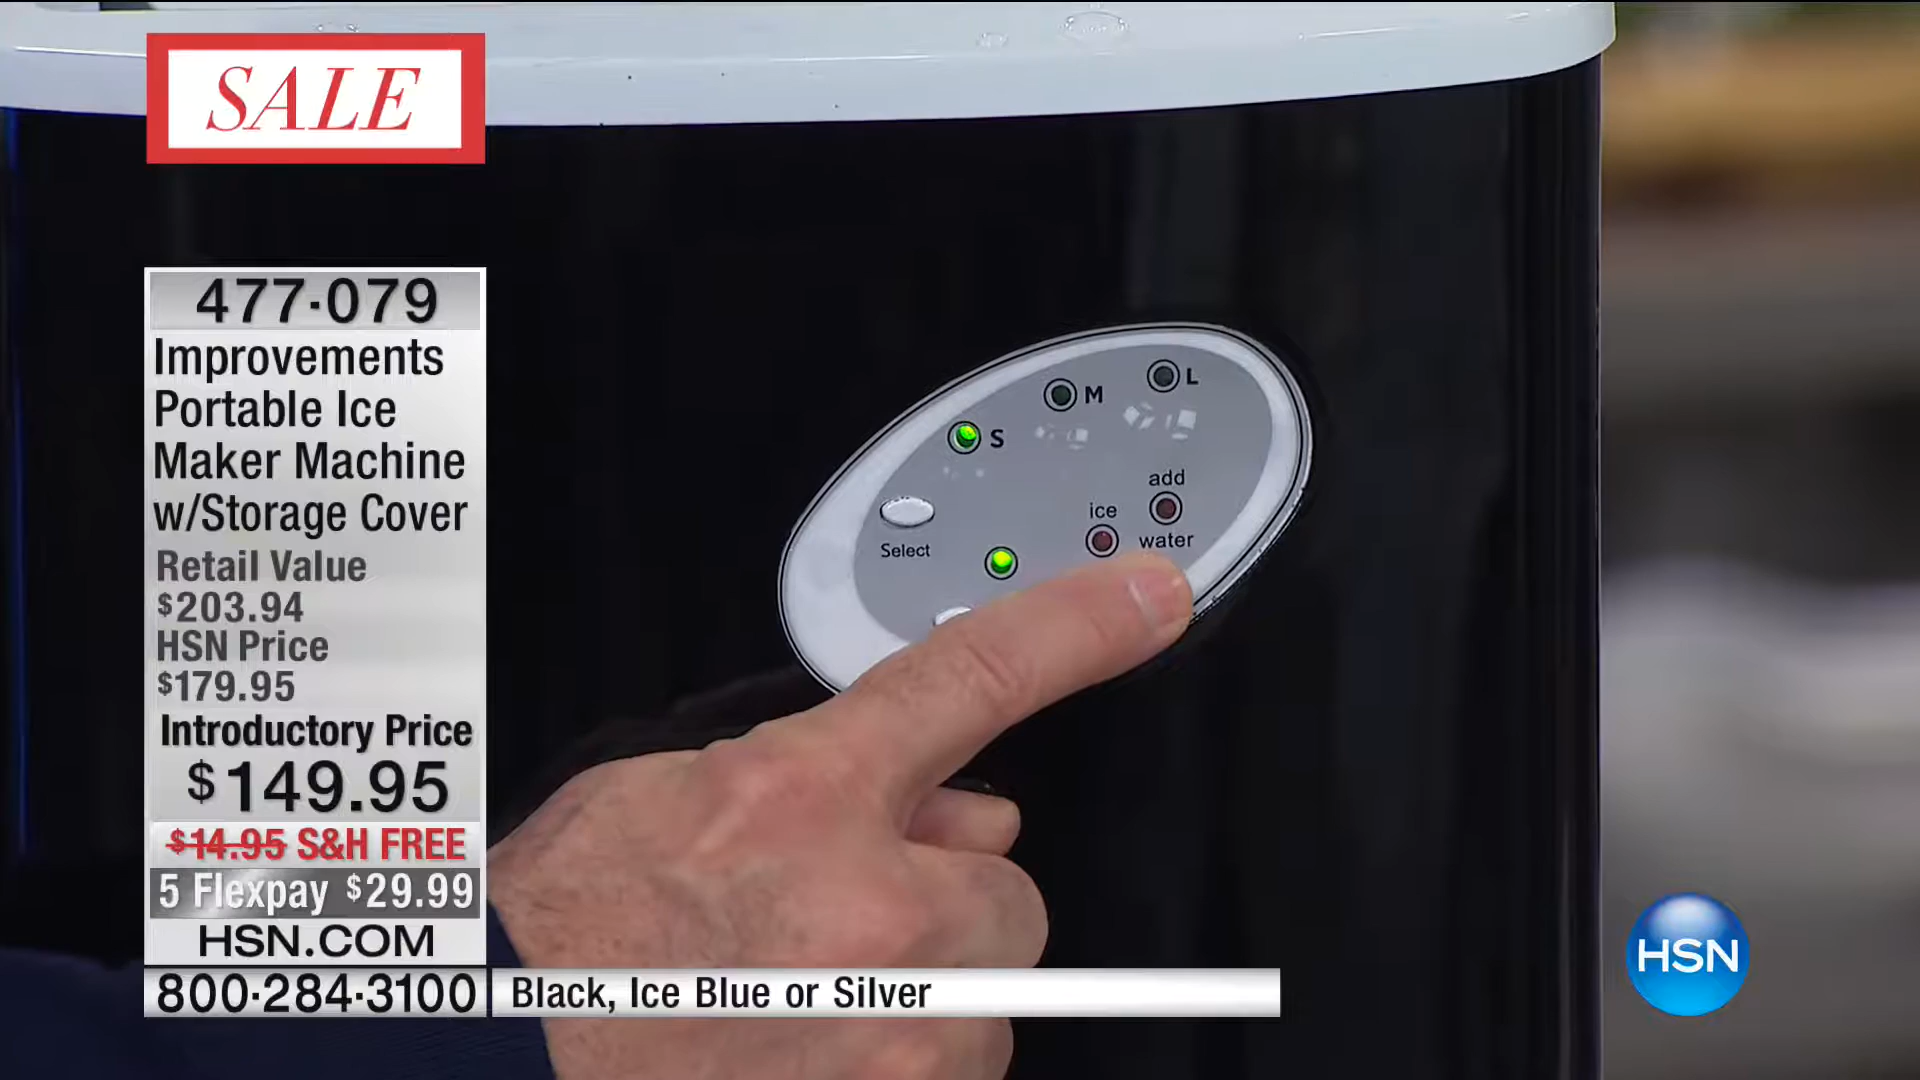 SALE
477·079
Improvements
Portable Ice
Maker Machine
w/Storage Cover
Retail Value
$203.94
HSN Price
$179.95
Introductory Price
$149.95
$14.95 S&H FREE
5 Flexpay $29.99
HSN.COM
800·284·3100
Black, Ice Blue or Silver
M
L
S
add
ice
water
Select
HSN